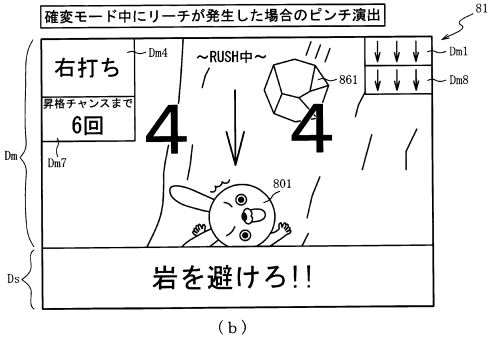 確変モード中にリーチが発生した場合のピンチ演出
81
右打ち
Dm4
～RUSH中～
861
Dm1
Dm8
昇格チャンスまで
6回
4
4
Dm
Dm7
801
Ds
岩を避けろ!!
(b)